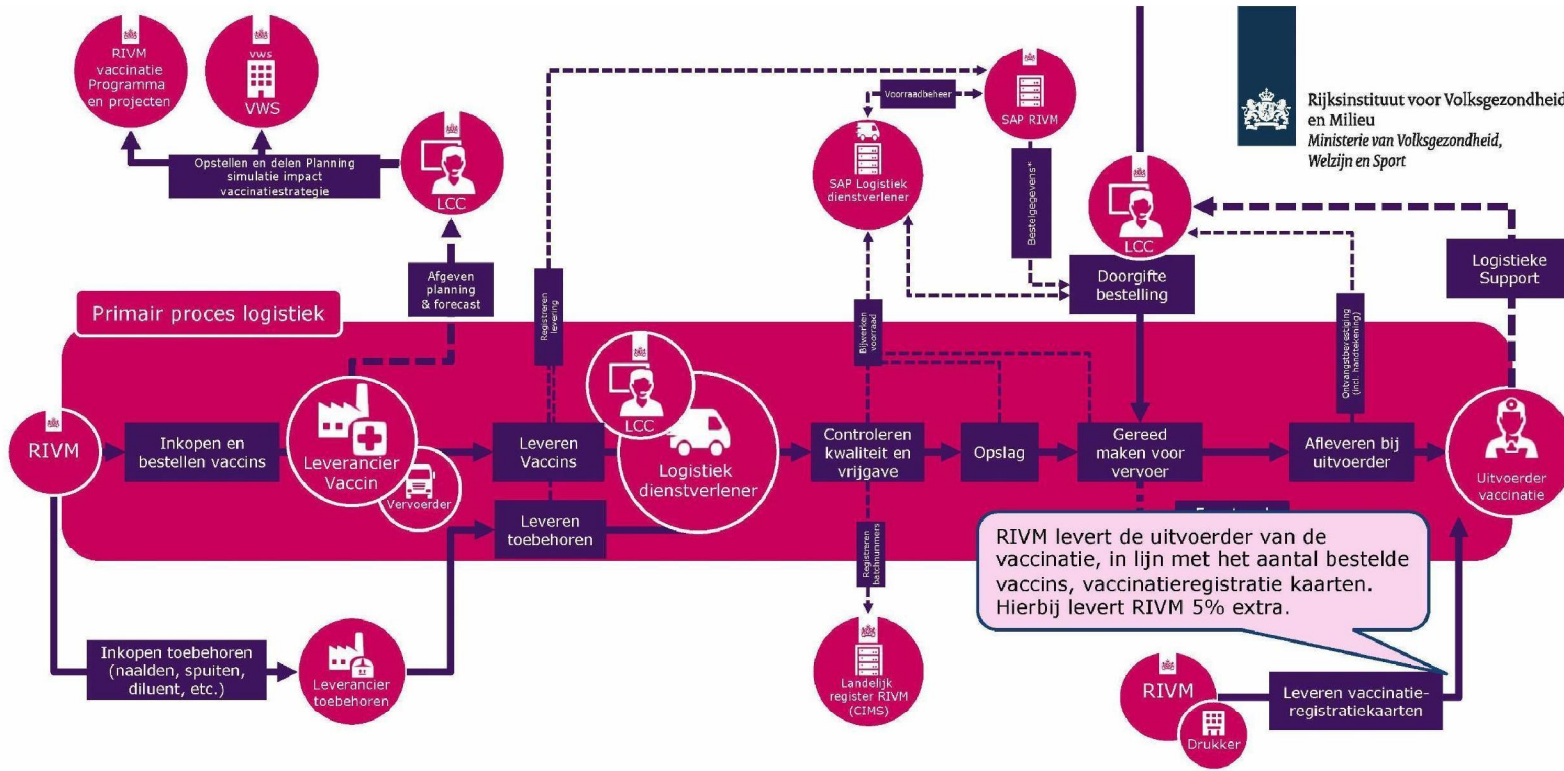 RIVM
vaccinatie
Programma
en projecten
vws
VWS
Opstellen en delen Planning
simulatie impact
vaccinatiestrategie
LCC
Voorraadbeheer
SAP RIVM
SAP Logistiek
dienstverlener
Bestelgegevens*
LCC
Rijksinstituut voor Volksgezondheid
en Milieu
Ministerie van Volksgezondheid,
Welzijn en Sport
Afgeven
planning
& forecast
Registreren
levering
Bijwerken
voorraad
Doorgifte
bestelling
Ontvangstbevestiging
(incl. handtekening)
Logistieke
Support
Primair proces logistiek
RIVM
Inkopen en
bestellen vaccins
Leverancier
Vaccin
Vervoerder
Leveren
Vaccins
LCC
Logistiek
dienstverlener
Controleren
kwaliteit en
vrijgave
Opslag
Gereed
maken voor
vervoer
Afleveren bij
uitvoerder
Uitvoerder
vaccinatie
Leveren
toebehoren
Registreren
batchnummers
RIVM levert de uitvoerder van de
vaccinatie, in lijn met het aantal bestelde
vaccins, vaccinatieregistratie kaarten.
Hierbij levert RIVM 5% extra.
Inkopen toebehoren
(naalden, spuiten,
diluent, etc.)
Leverancier
toebehoren
Landelijk
register RIVM
(CIMS)
RIVM
Drukker
Leveren vaccinatie-
registratiekaarten